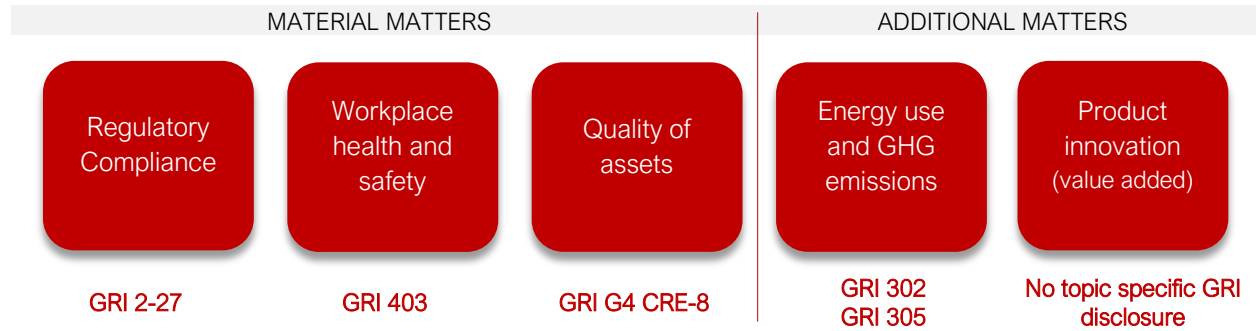 MATERIAL MATTERS
ADDITIONAL MATTERS
Regulatory
Compliance
Workplace
health and
safety
Quality of
assets
Energy use
and GHG
emissions
Product
innovation
(value added)
GRI 2-27
GRI 403
GRI G4 CRE-8
GRI 302
GRI 305
No topic specific GRI
disclosure